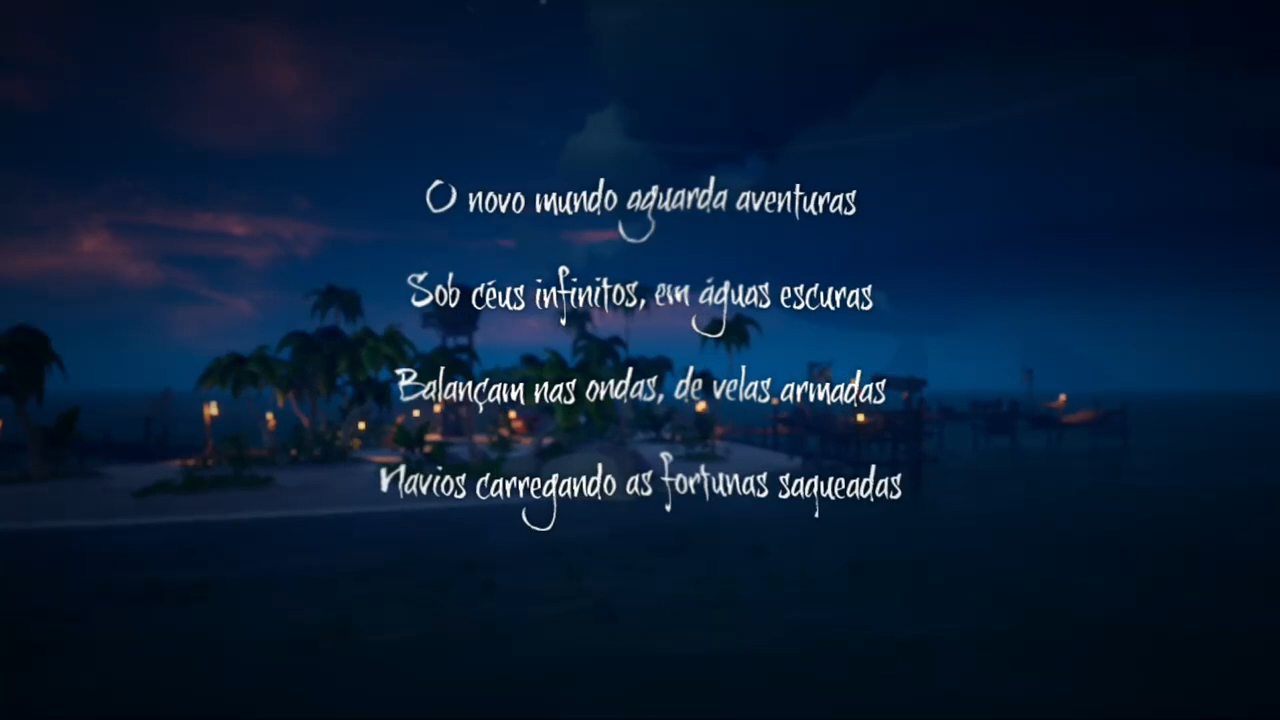 O novo mundo aguarda aventuras
Sob céus infinitos, em águas escuras
Balançam nas ondas, de velas armadas
Navios carregando as fortunas saqueadas